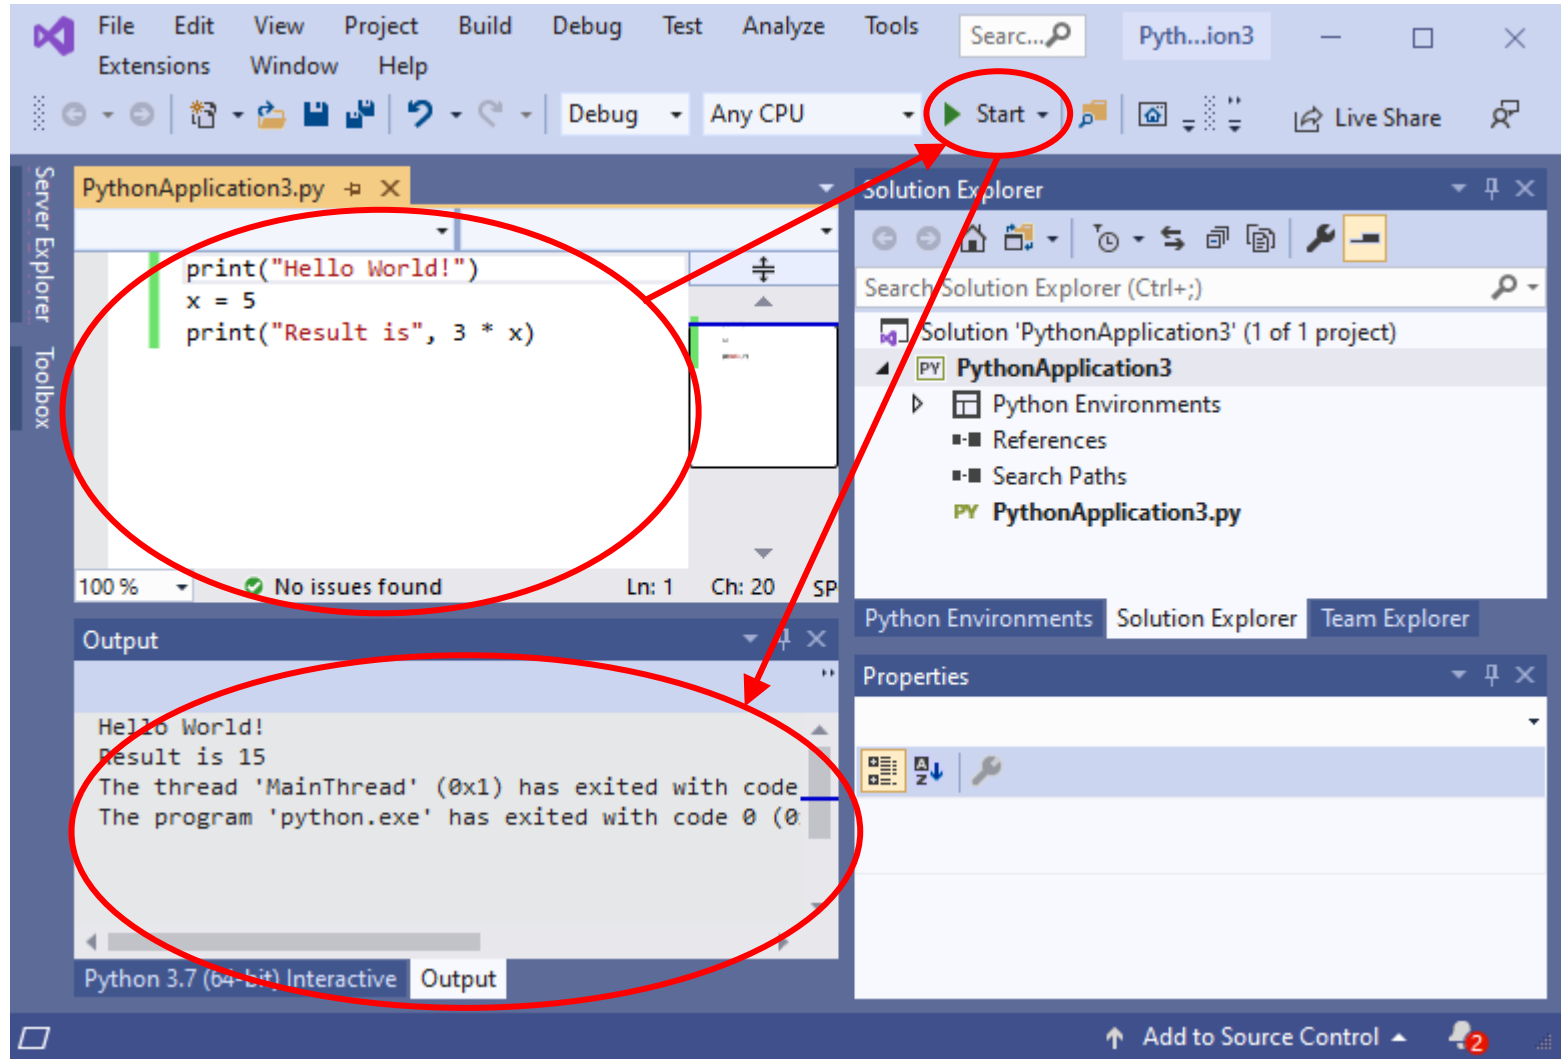 File Edit View Project Build Debug Test Analyze Tools Searc... Pyth...ion3
Extensions Window Help
Debug Any CPU Start Live Share
Server Explorer
Toolbox
PythonApplication3.py
print("Hello World!")
x = 5
print("Result is", 3 * x)
100 % No issues found Ln: 1 Ch: 20 SP
Output
Hello World!
Result is 15
The thread 'MainThread' (0x1) has exited with code
The program 'python.exe' has exited with code 0 (0
Python 3.7 (64-bit) Interactive Output
Solution Explorer
Search Solution Explorer (Ctrl+;)
Solution 'PythonApplication3' (1 of 1 project)
PY PythonApplication3
Python Environments
References
Search Paths
PY PythonApplication3.py
Python Environments Solution Explorer Team Explorer
Properties
Add to Source Control 2